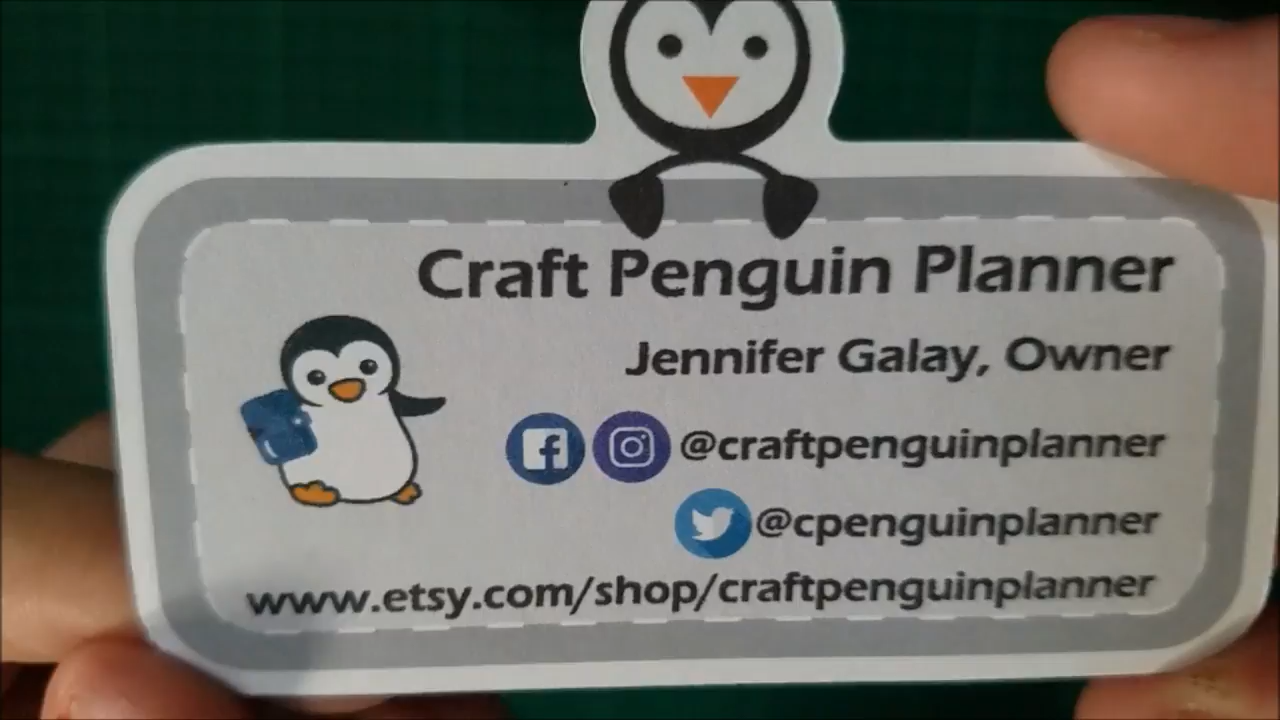 Craft Penguin Planner
Jennifer Galay, Owner
@craftpenguinplanner
@cpenguinplanner
www.etsy.com/shop/craftpenguinplanner